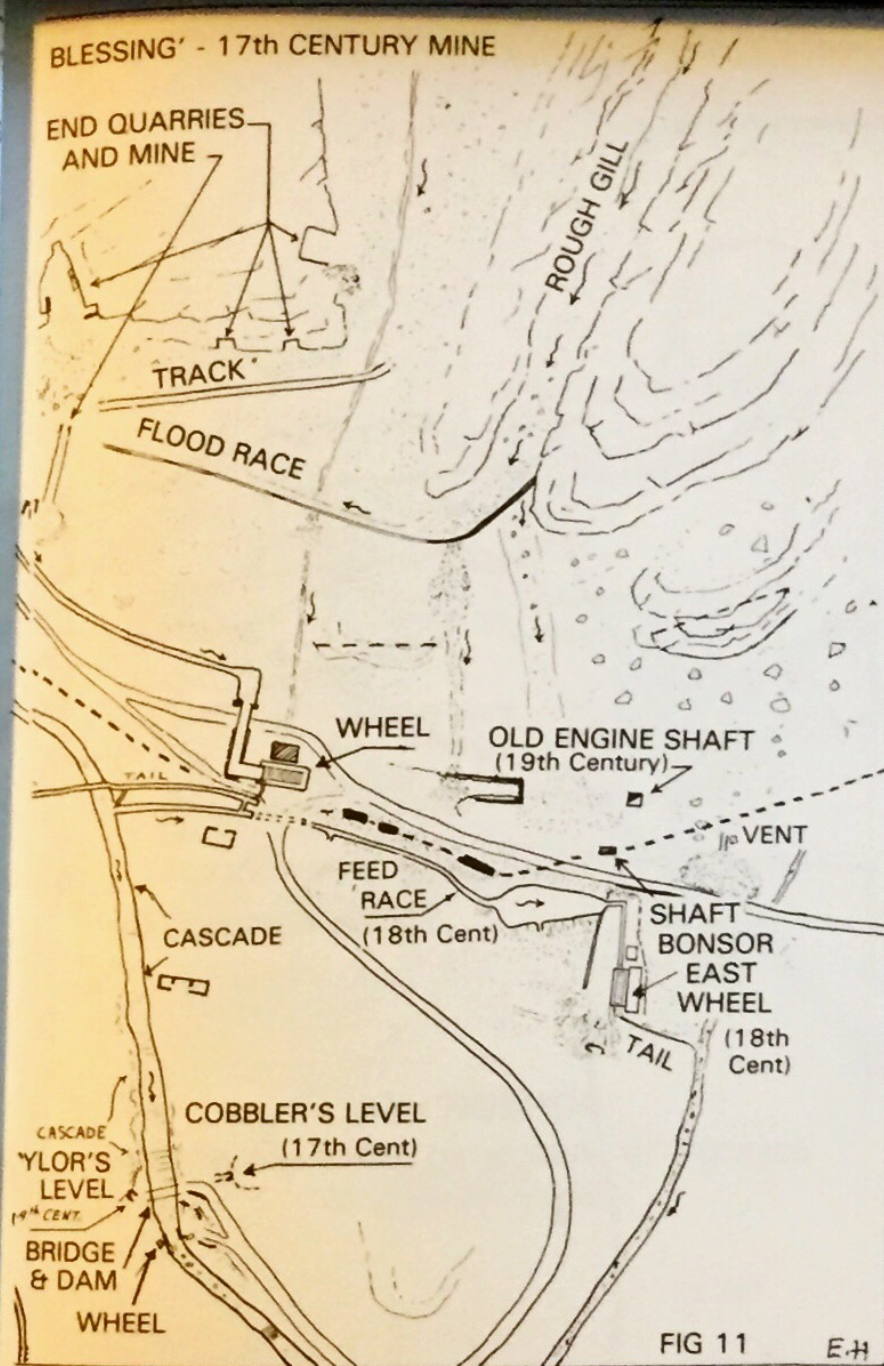 BLESSING' - 17th CENTURY MINE
END QUARRIES
AND MINE
ROUGH GILL
TRACK
FLOOD RACE
WHEEL
OLD ENGINE SHAFT
(19th Century)
TAIL
VENT
FEED
RACE
(18th Cent)
SHAFT
BONSOR
EAST
WHEEL
(18th
Cent)
CASCADE
TAIL
COBBLER'S LEVEL
(17th Cent)
CASCADE
'YLOR'S
LEVEL
19th CENT.
BRIDGE
& DAM
WHEEL
FIG 11
E.H